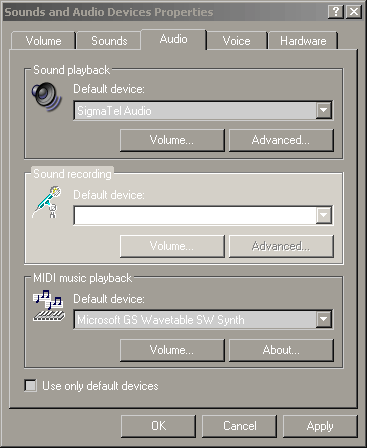 Sounds and Audio Devices Properties
Volume Sounds Audio Voice Hardware
Sound playback
Default device:
SigmaTel Audio
Volume... Advanced...
Sound recording
Default device:
Volume... Advanced...
MIDI music playback
Default device:
Microsoft GS Wavetable SW Synth
Volume... About...
Use only default devices
OK Cancel Apply